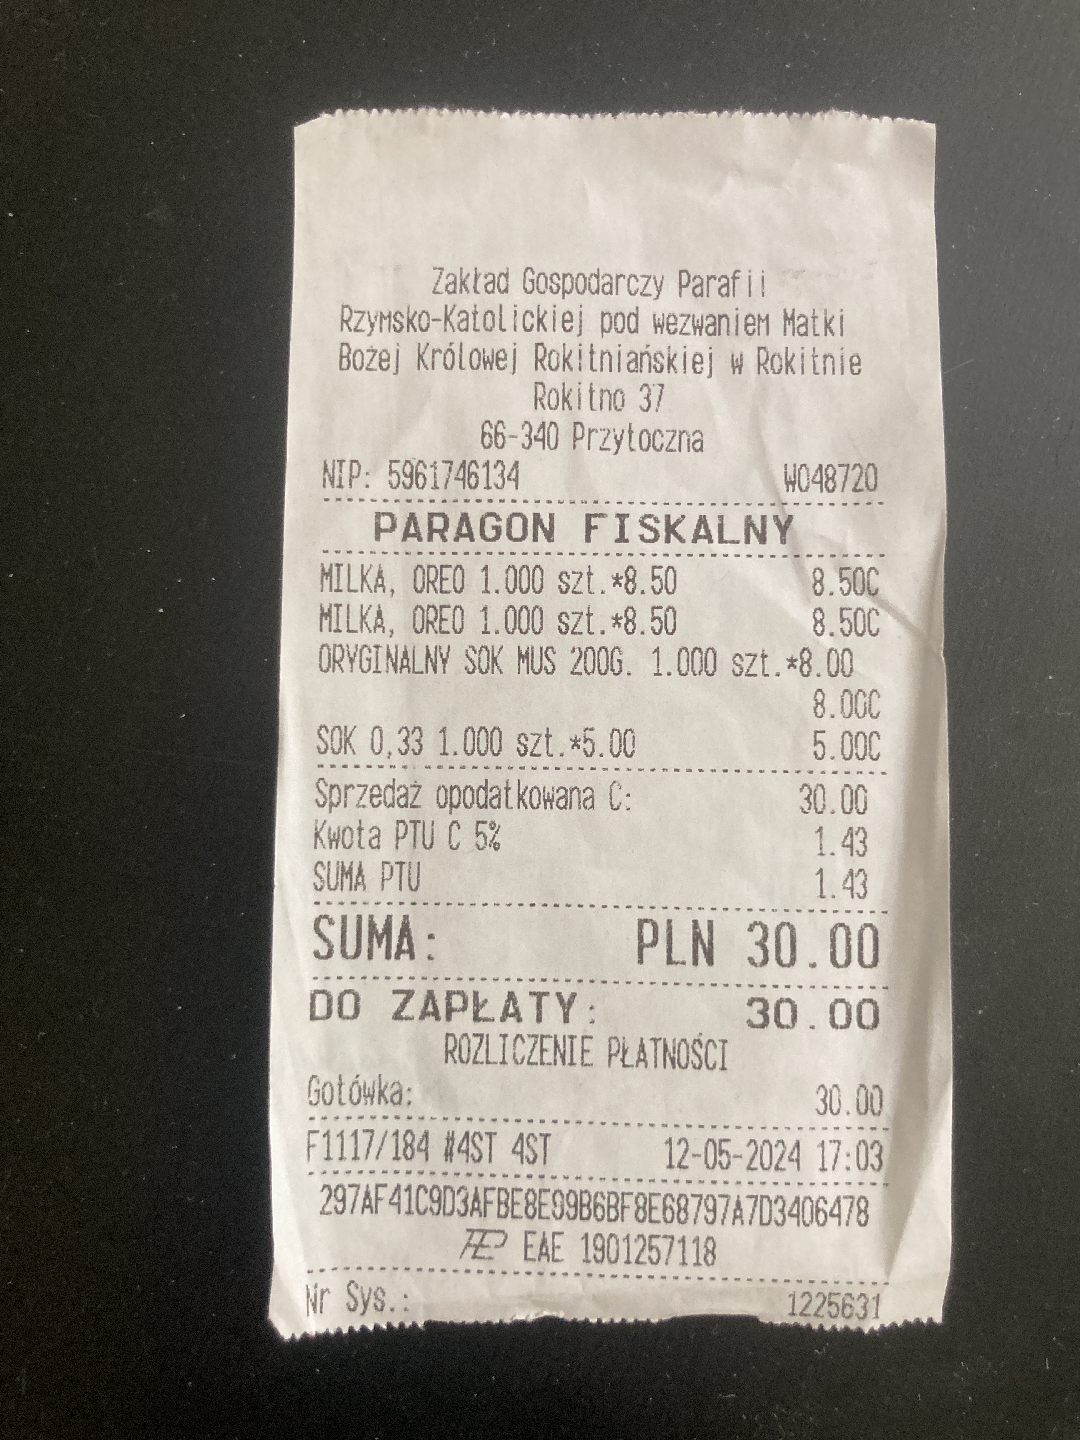 Zakład Gospodarczy Parafii
Rzymsko-Katolickiej pod wezwaniem Matki
Bożej Królowej Rokitniańskiej w Rokitnie
Rokitno 37
66-340 Przytoczna
NIP: 5961746134 W048720
PARAGON FISKALNY
MILKA, OREO 1.000 szt.*8.50 8.50C
MILKA, OREO 1.000 szt.*8.50 8.50C
ORYGINALNY SOK MUS 200G. 1.000 szt.*8.00
8.00C
SOK 0,33 1.000 szt.*5.00 5.00C
Sprzedaż opodatkowana C: 30.00
Kwota PTU C 5% 1.43
SUMA PTU 1.43
SUMA: PLN 30.00
DO ZAPŁATY: 30.00
ROZLICZENIE PŁATNOŚCI
Gotówka: 30.00
F1117/184 #4ST 4ST 12-05-2024 17:03
297AF41C9D3AFBE8E09B6BF8E68797A7D3406478
EAE 1901257118
Nr Sys.: 1225631